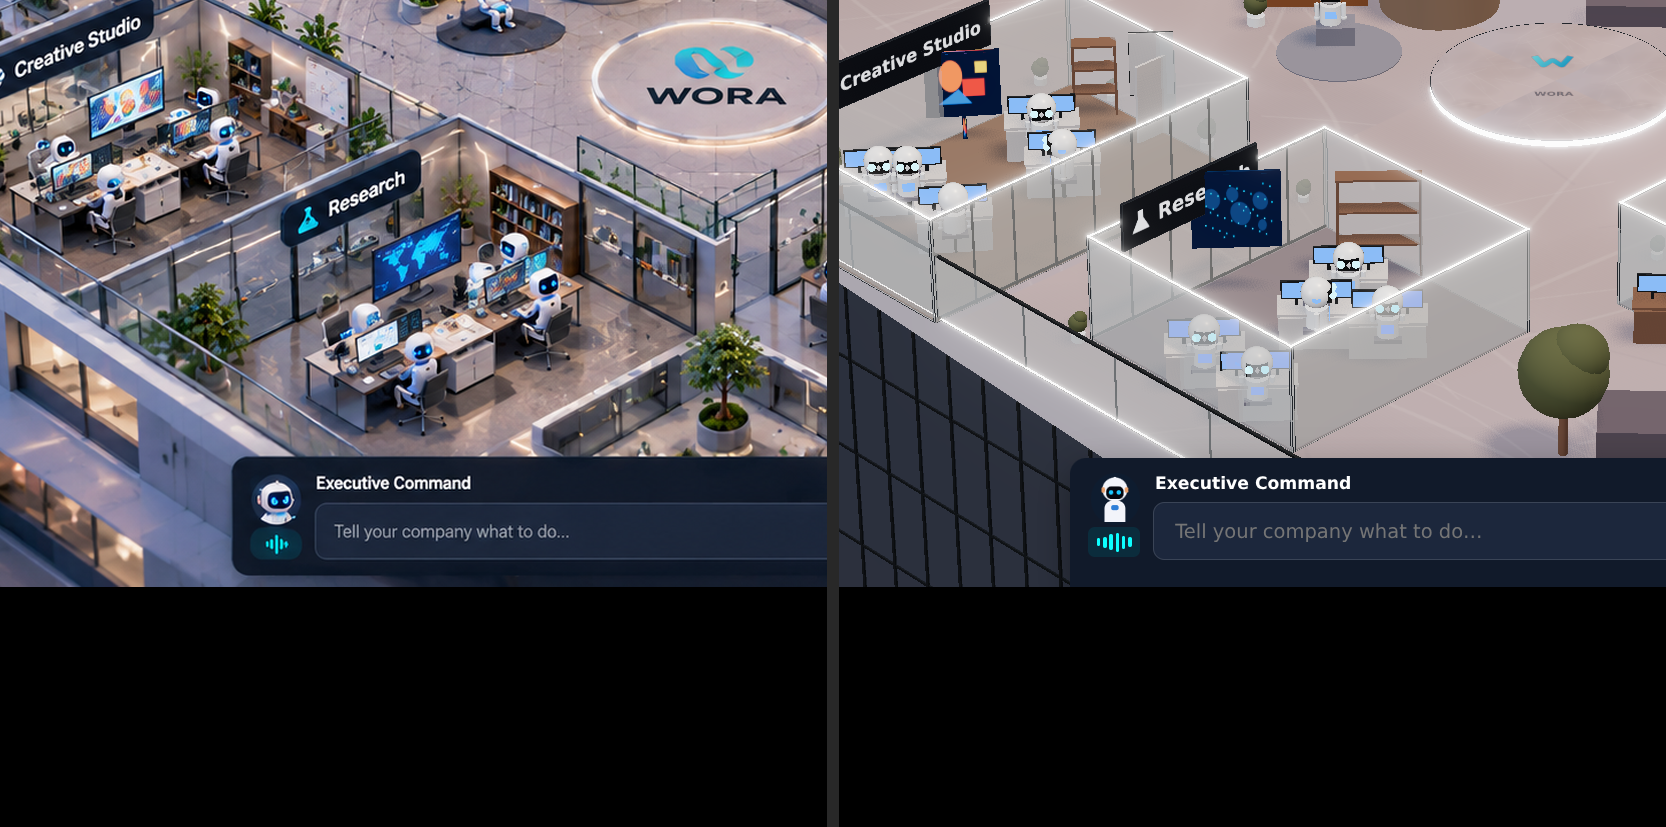 Creative Studio
WORA
Research
Executive Command
Tell your company what to do...
Creative Studio
WORA
Rese h
Executive Command
Tell your company what to do...